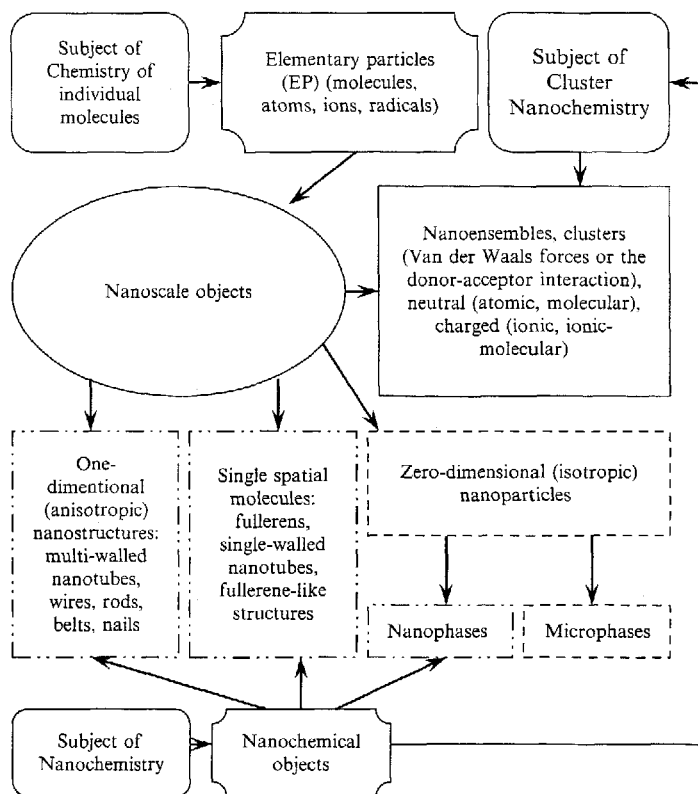 Subject of
Chemistry of
individual
molecules
Elementary particles
(EP) (molecules,
atoms, ions, radicals)
Subject of
Cluster
Nanochemistry
Nanoscale objects
Nanoensembles, clusters
(Van der Waals forces or the
donor-acceptor interaction),
neutral (atomic, molecular),
charged (ionic, ionic-
molecular)
One-
dimentional
(anisotropic)
nanostructures:
multi-walled
nanotubes,
wires, rods,
belts, nails
Single spatial
molecules:
fullerens,
single-walled
nanotubes,
fullerene-like
structures
Zero-dimensional (isotropic)
nanoparticles
Nanophases
Microphases
Subject of
Nanochemistry
Nanochemical
objects